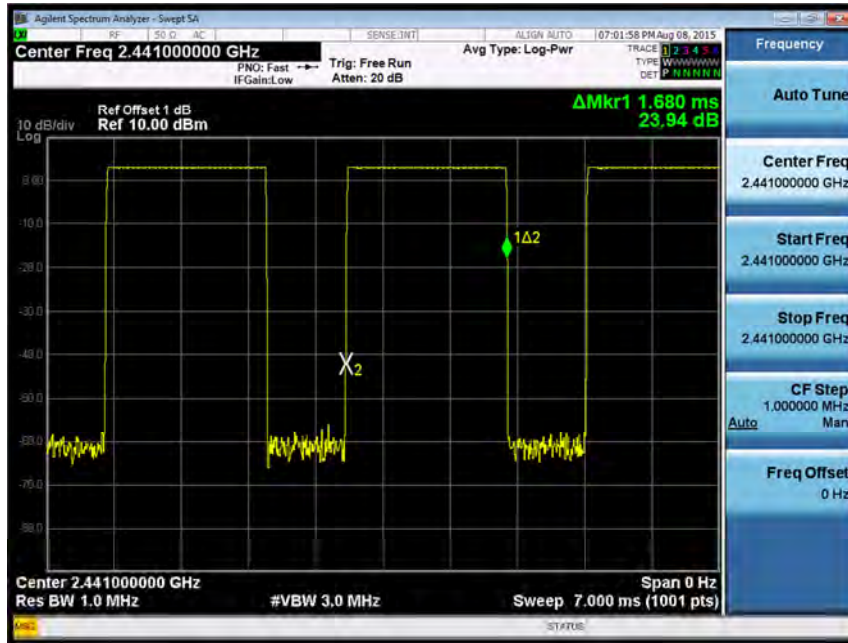 Agilent Spectrum Analyzer - Swept SA
RF 50 Ω AC SENSE:INT ALIGN AUTO 07:01:58 PM Aug 08, 2015
Center Freq 2.441000000 GHz
PNO: Fast
IFGain:Low
Trig: Free Run
Atten: 20 dB
Avg Type: Log-Pwr
TRACE 1 2 3 4 5 6
TYPE WWWWWW
DET P N N N N N
ΔMkr1 1.680 ms
23.94 dB
Ref Offset 1 dB
10 dB/div Ref 10.00 dBm
Log
0.00
-10.0
-20.0
-30.0
-40.0
-50.0
-60.0
-70.0
-80.0
1Δ2
2
Center 2.441000000 GHz Span 0 Hz
Res BW 1.0 MHz #VBW 3.0 MHz Sweep 7.000 ms (1001 pts)
MSG STATUS
Frequency
Auto Tune
Center Freq
2.441000000 GHz
Start Freq
2.441000000 GHz
Stop Freq
2.441000000 GHz
CF Step
1.000000 MHz
Auto Man
Freq Offset
0 Hz